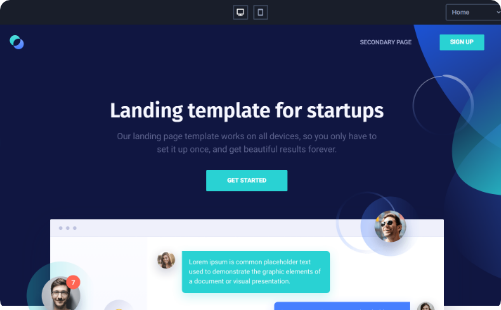 Home
SECONDARY PAGE
SIGN UP
Landing template for startups
Our landing page template works on all devices, so you only have to
set it up once, and get beautiful results forever.
GET STARTED
Lorem ipsum is common placeholder text
used to demonstrate the graphic elements of
a document or visual presentation.
7